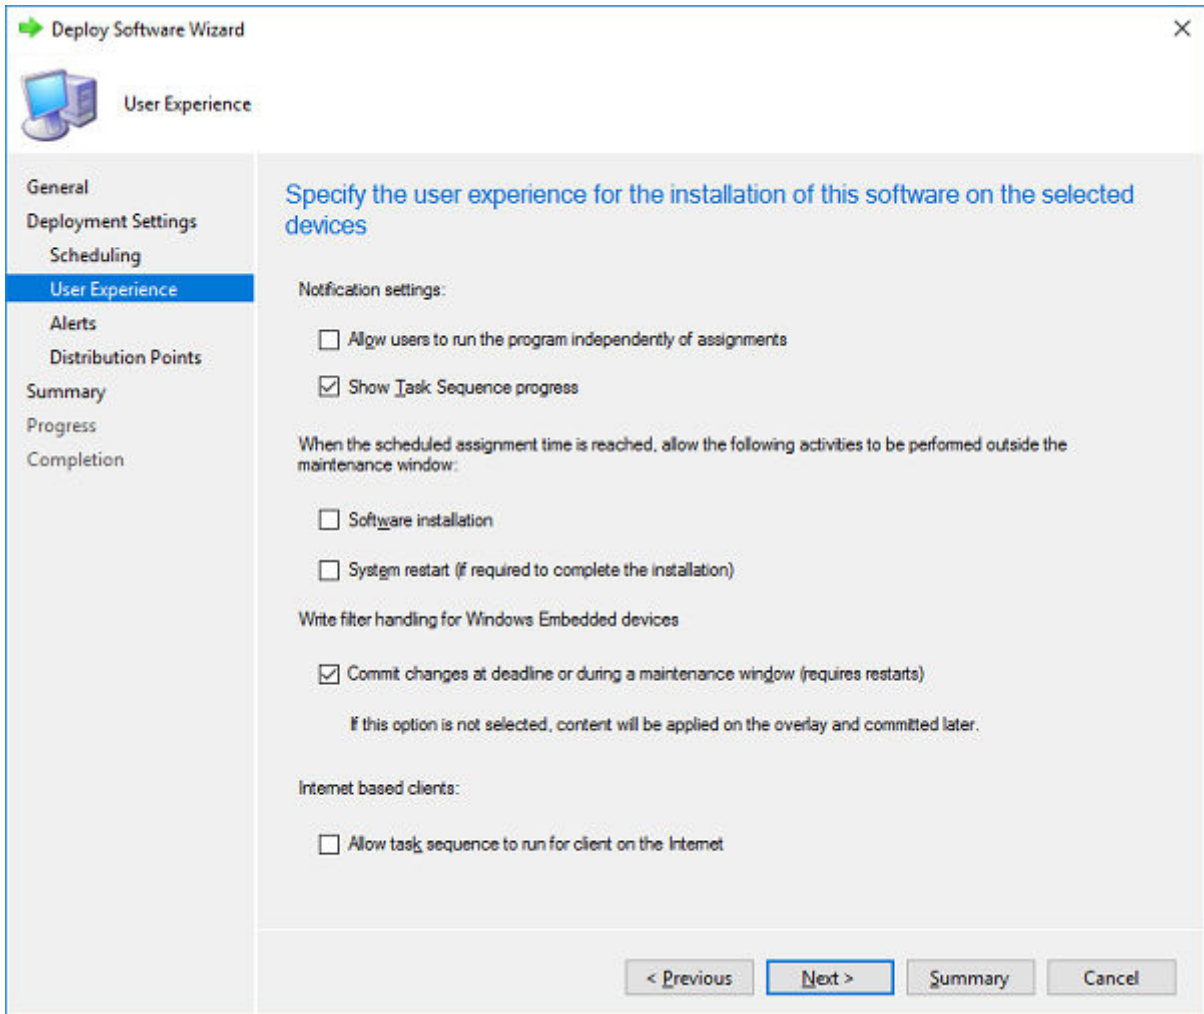 Deploy Software Wizard
User Experience
General
Deployment Settings
Scheduling
User Experience
Alerts
Distribution Points
Summary
Progress
Completion
Specify the user experience for the installation of this software on the selected
devices
Notification settings:
Allow users to run the program independently of assignments
Show Task Sequence progress
When the scheduled assignment time is reached, allow the following activities to be performed outside the
maintenance window:
Software installation
System restart (if required to complete the installation)
Write filter handling for Windows Embedded devices
Commit changes at deadline or during a maintenance window (requires restarts)
If this option is not selected, content will be applied on the overlay and committed later.
Internet based clients:
Allow task sequence to run for client on the Internet
< Previous
Next >
Summary
Cancel